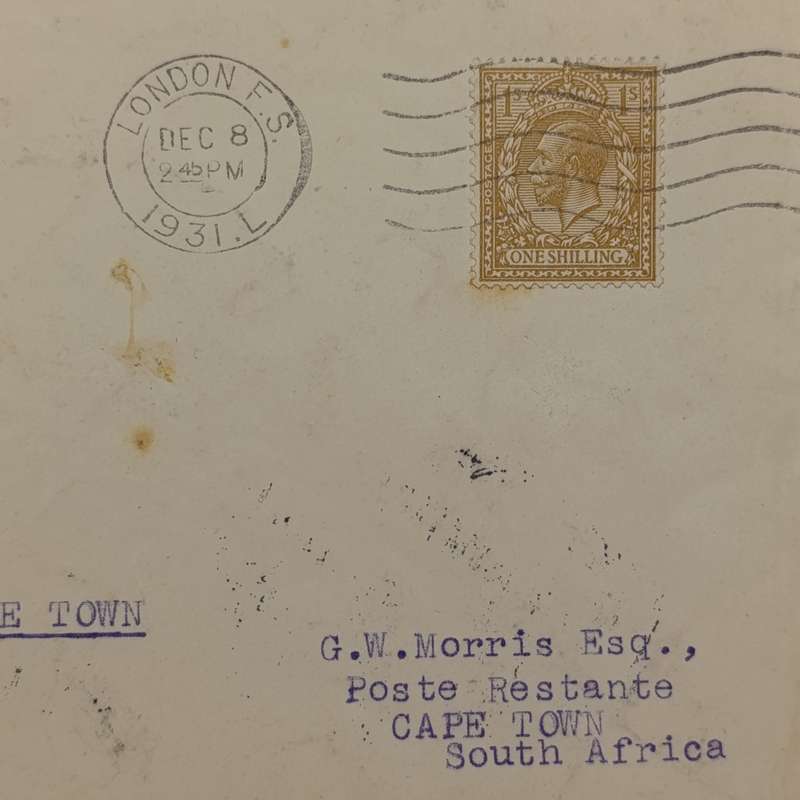 LONDON F.S.
DEC 8
2.45 PM
1931.L
1S 1S
POSTAGE
ONE SHILLING
E TOWN
G.W.Morris Esq.,
Poste Restante
CAPE TOWN
South Africa